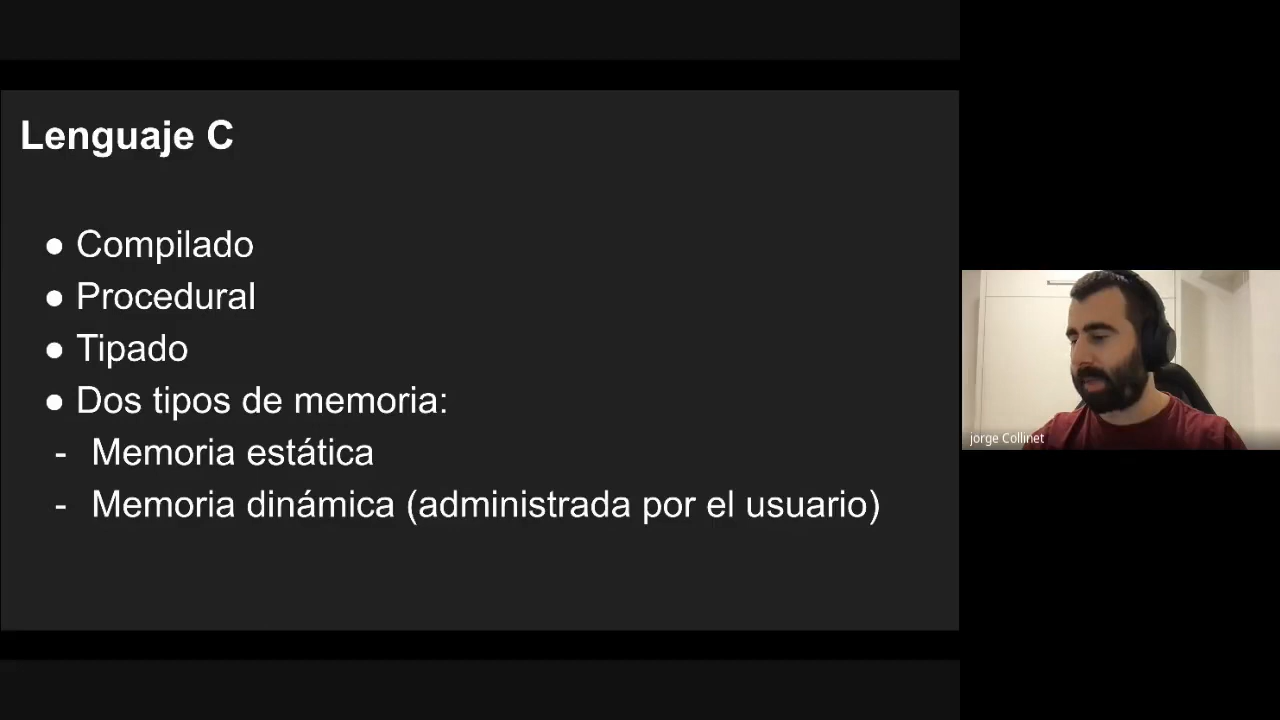 Lenguaje C
● Compilado
● Procedural
● Tipado
● Dos tipos de memoria:
- Memoria estática
- Memoria dinámica (administrada por el usuario)
jorge Collinet